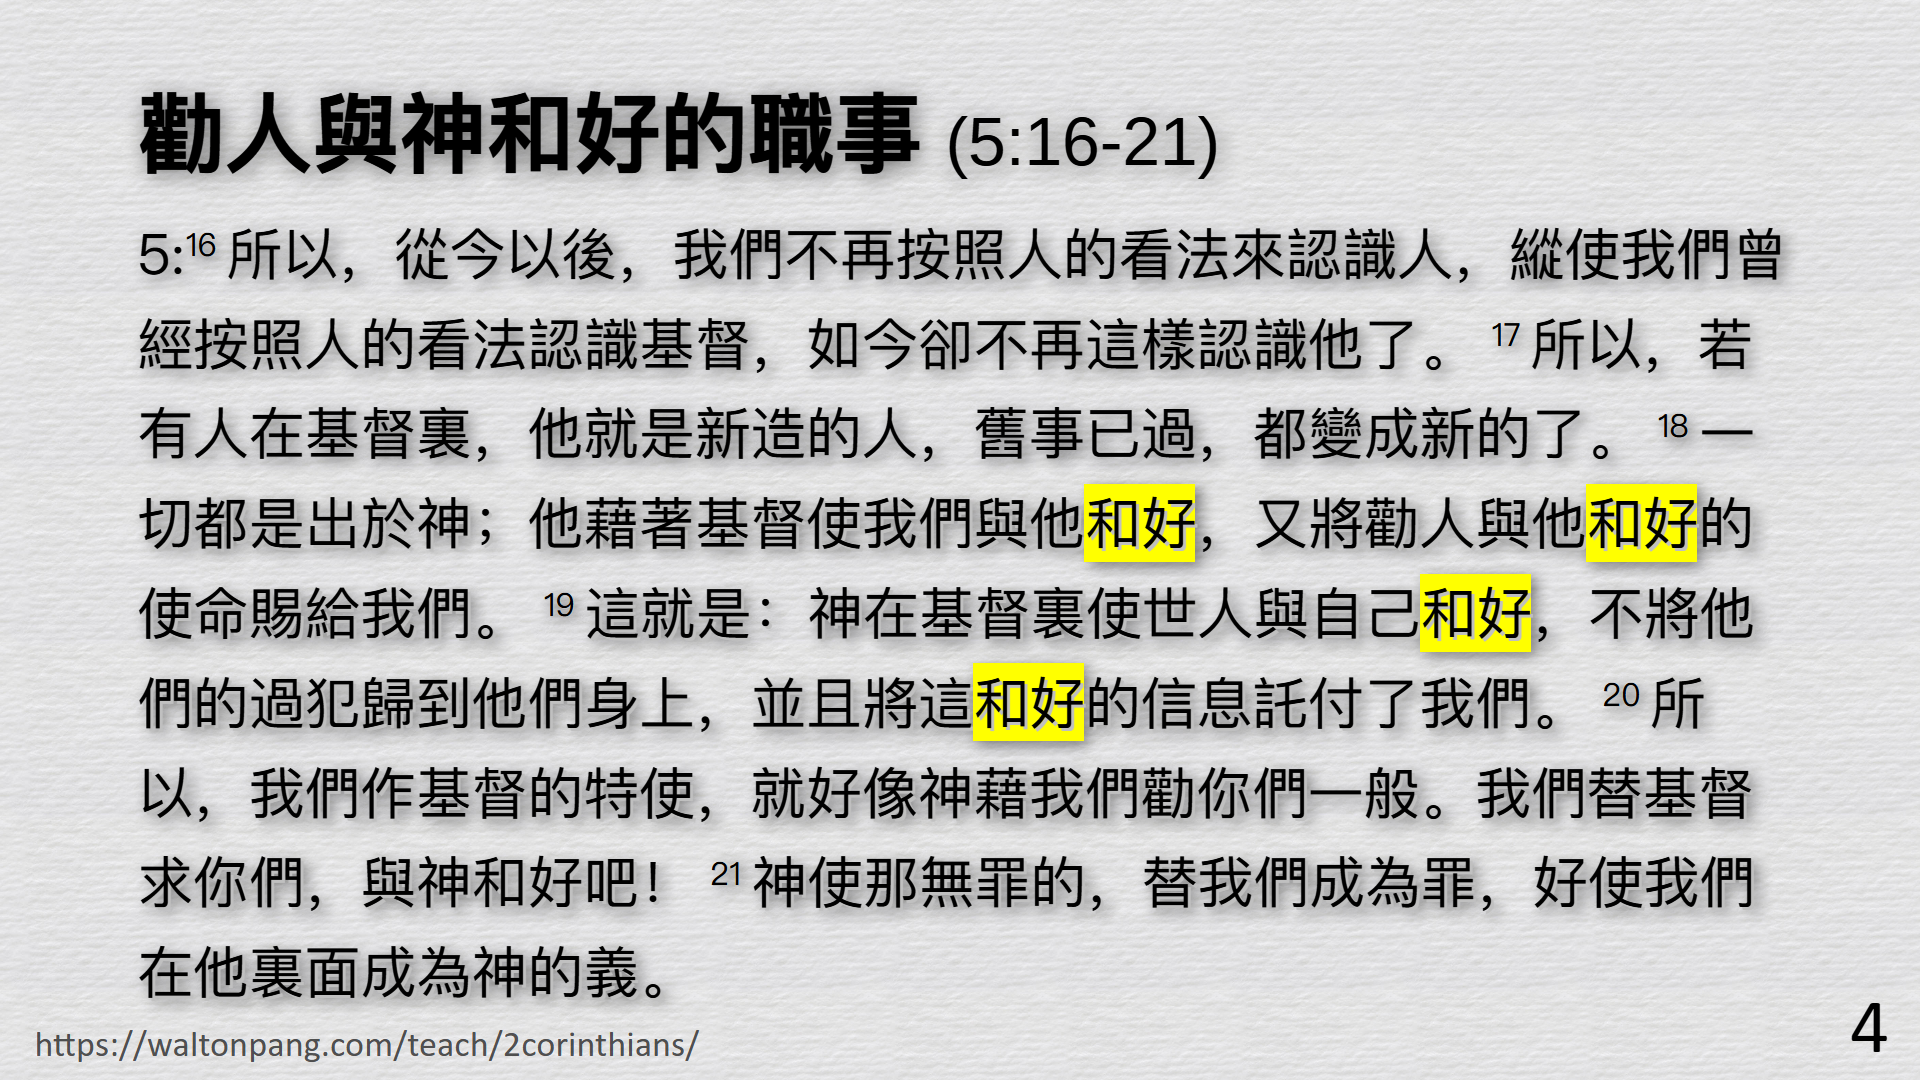 勸人與神和好的職事 (5:16-21)
5:16 所以，從今以後，我們不再按照人的看法來認識人，縱使我們曾
經按照人的看法認識基督，如今卻不再這樣認識他了。 17 所以，若
有人在基督裏，他就是新造的人，舊事已過，都變成新的了。 18 一
切都是出於神；他藉著基督使我們與他和好，又將勸人與他和好的
使命賜給我們。 19 這就是：神在基督裏使世人與自己和好，不將他
們的過犯歸到他們身上，並且將這和好的信息託付了我們。 20 所
以，我們作基督的特使，就好像神藉我們勸你們一般。我們替基督
求你們，與神和好吧！ 21 神使那無罪的，替我們成為罪，好使我們
在他裏面成為神的義。
https://waltonpang.com/teach/2corinthians/
4